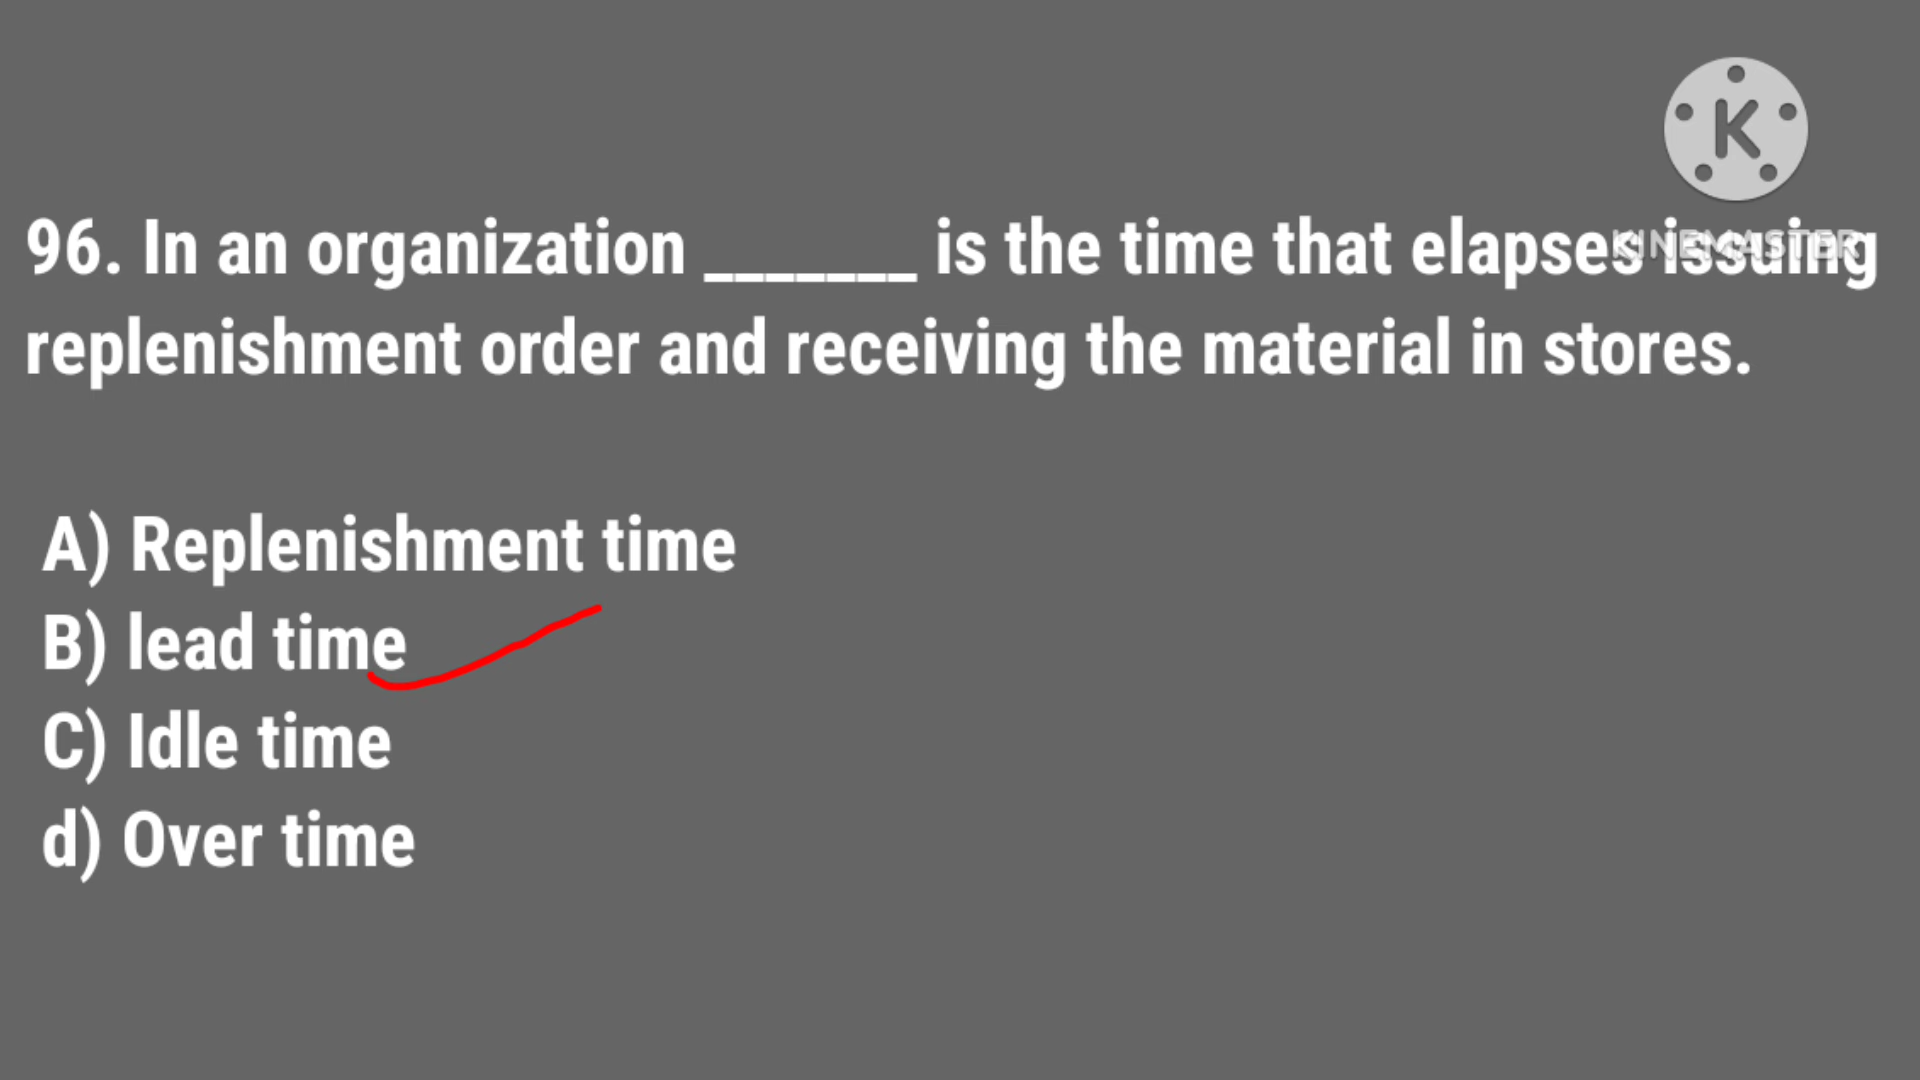 K
KINEMASTER
96. In an organization _______ is the time that elapses issuing
replenishment order and receiving the material in stores.
A) Replenishment time
B) lead time
C) Idle time
d) Over time